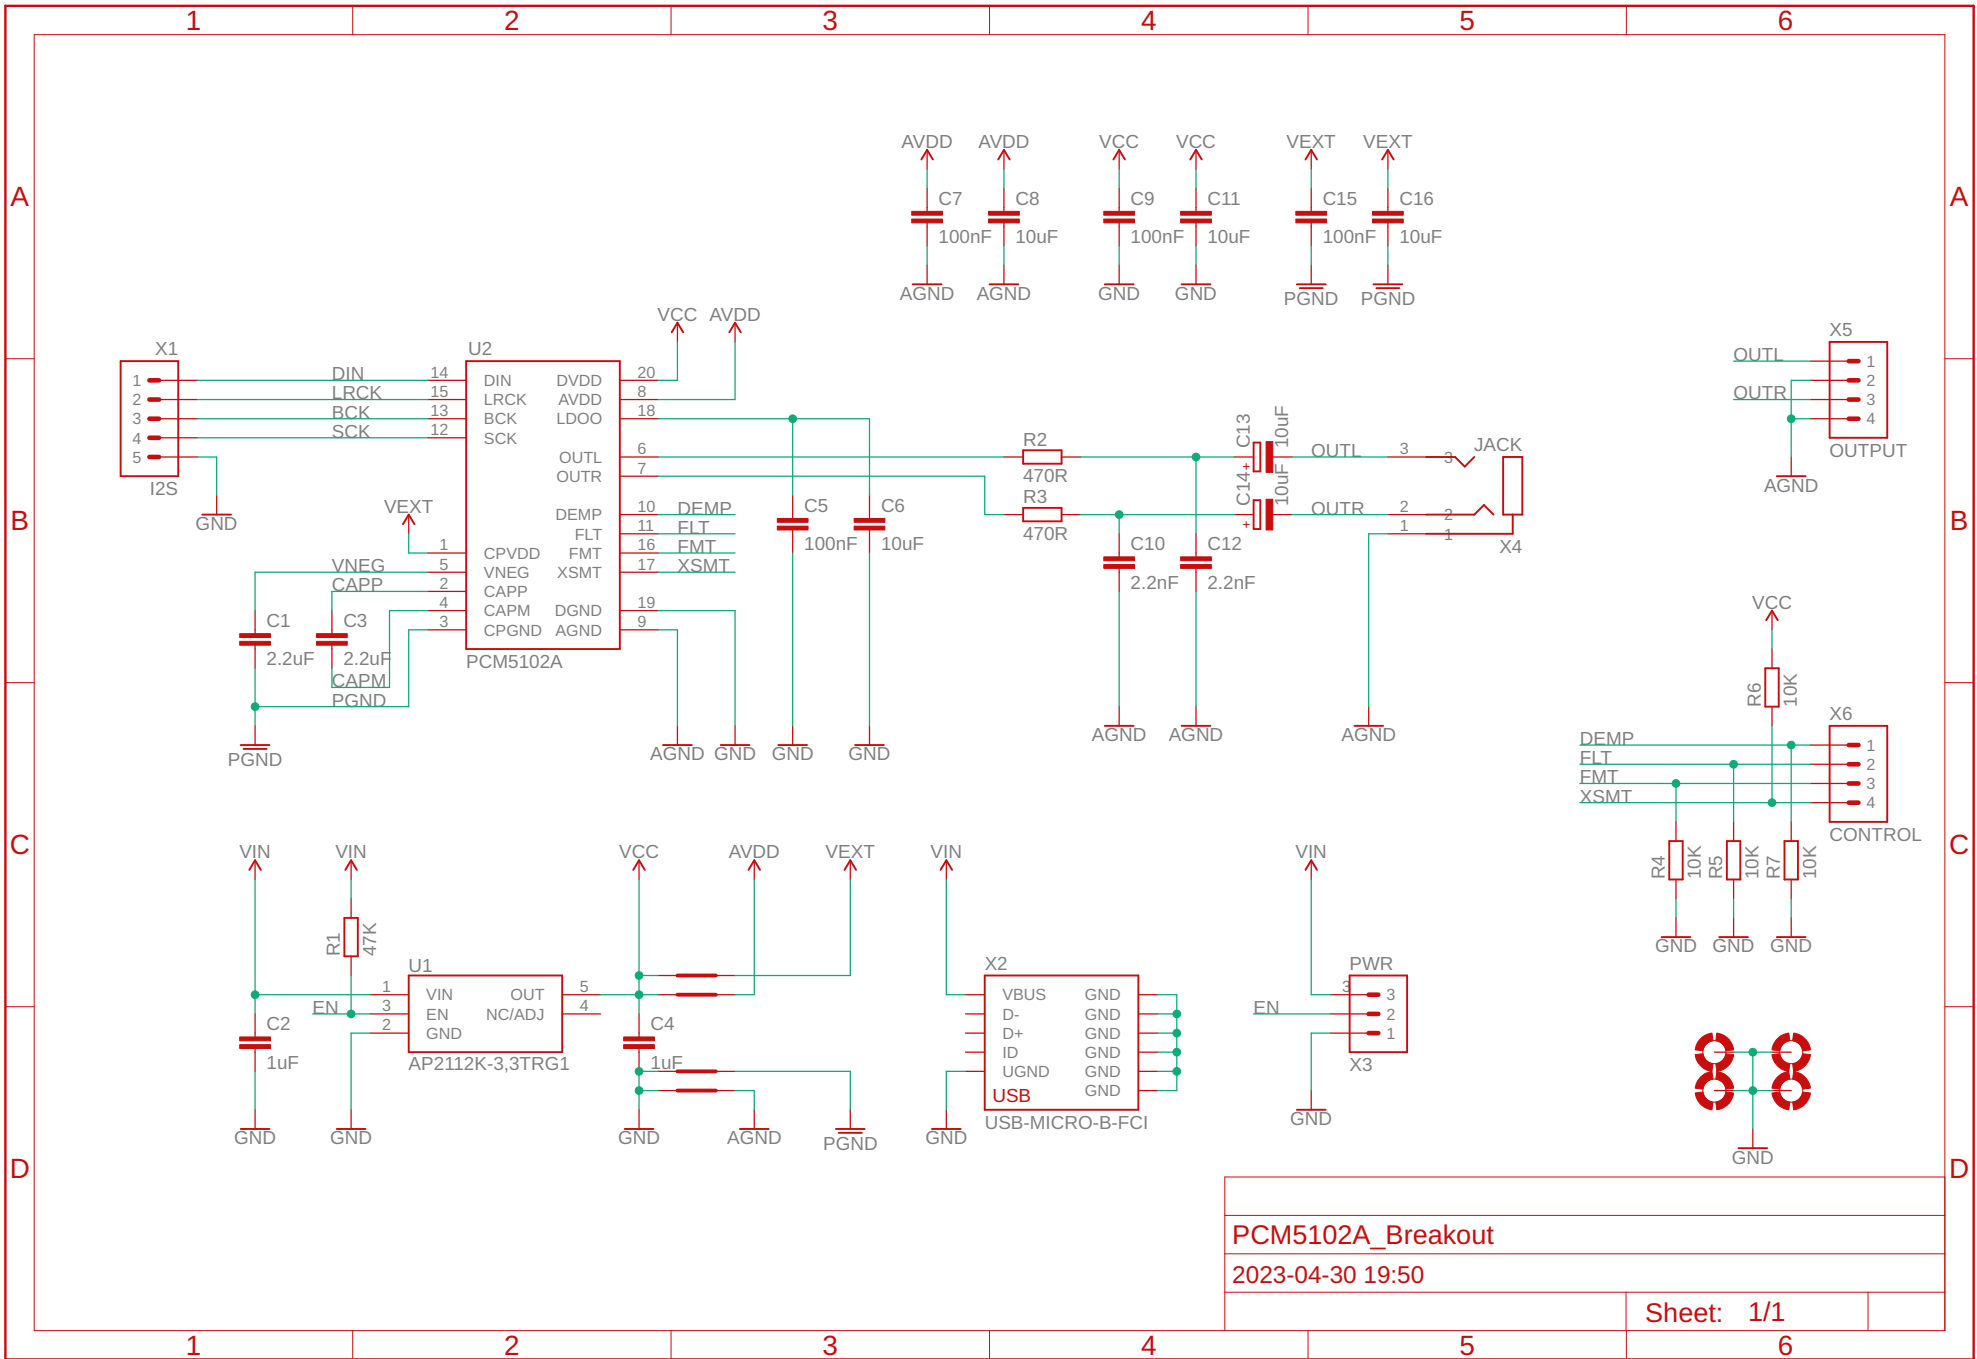 1 2 3 4 5 6
A A
AVDD AVDD VCC VCC VEXT VEXT
C7 C8 C9 C11 C15 C16
100nF 10uF 100nF 10uF 100nF 10uF
AGND AGND GND GND PGND PGND
VCC AVDD
X1
1
2
3
4
5
I2S
GND
DIN 14
LRCK 15
BCK 13
SCK 12
VEXT
1
VNEG 5
CAPP 2
4
3
C1
2.2uF
C3
2.2uF
CAPM
PGND
PGND
U2
DIN DVDD 20
LRCK AVDD 8
BCK LDOO 18
SCK
OUTL 6
OUTR 7
DEMP 10 DEMP
FLT 11 FLT
CPVDD FMT 16 FMT
VNEG XSMT 17 XSMT
CAPP
CAPM DGND 19
CPGND AGND 9
PCM5102A
AGND GND GND GND
C5
100nF
C6
10uF
R2
470R
R3
470R
C13
10uF
+
C14
10uF
+
C10
2.2nF
C12
2.2nF
AGND AGND AGND
OUTL 3 3
OUTR 2 2
1 1
JACK
X4
X5
OUTL 1
2
OUTR 3
4
OUTPUT
AGND
B B
VCC
R6
10K
X6
DEMP 1
FLT 2
FMT 3
XSMT 4
CONTROL
R4
10K
R5
10K
R7
10K
GND GND GND
C C
VIN VIN VCC AVDD VEXT VIN VIN
R1
47K
U1
1 VIN OUT 5
EN 3 EN NC/ADJ 4
2 GND
AP2112K-3,3TRG1
C2
1uF
C4
1uF
GND GND GND AGND PGND GND
X2
VBUS GND
D- GND
D+ GND
ID GND
UGND GND
USB GND
USB-MICRO-B-FCI
PWR
3 3
EN 2
1
X3
GND
GND
D D
PCM5102A_Breakout
2023-04-30 19:50
Sheet: 1/1
1 2 3 4 5 6